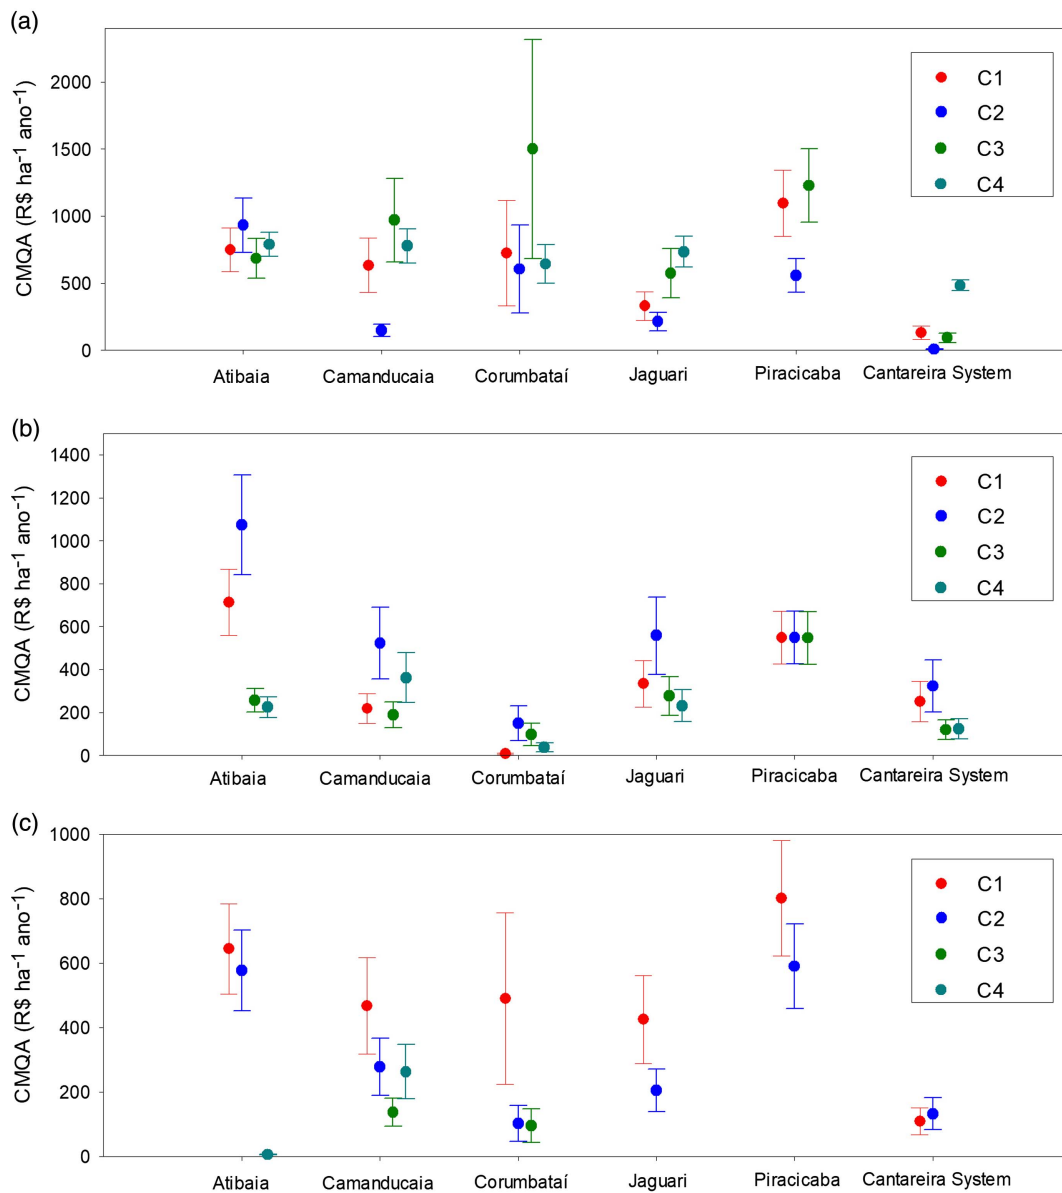 (a)
CMQA (R$ ha⁻¹ ano⁻¹)
2000
1500
1000
500
0
C1
C2
C3
C4
Atibaia Camanducaia Corumbataí Jaguari Piracicaba Cantareira System
(b)
CMQA (R$ ha⁻¹ ano⁻¹)
1400
1200
1000
800
600
400
200
0
C1
C2
C3
C4
Atibaia Camanducaia Corumbataí Jaguari Piracicaba Cantareira System
(c)
CMQA (R$ ha⁻¹ ano⁻¹)
1000
800
600
400
200
0
C1
C2
C3
C4
Atibaia Camanducaia Corumbataí Jaguari Piracicaba Cantareira System